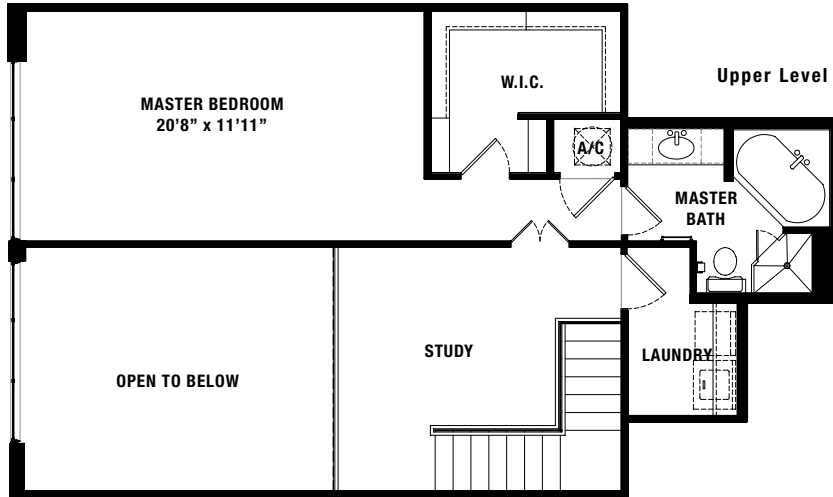 Upper Level
MASTER BEDROOM
20’8” x 11’11”
W.I.C.
A/C
MASTER
BATH
STUDY
LAUNDRY
OPEN TO BELOW